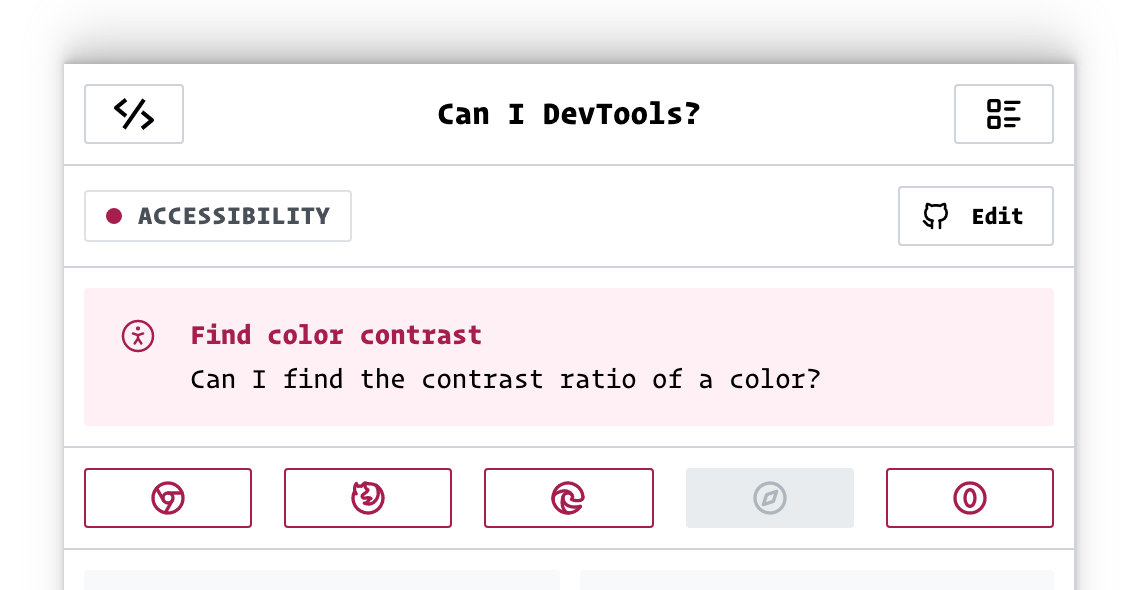 Can I DevTools?
ACCESSIBILITY
Edit
Find color contrast
Can I find the contrast ratio of a color?